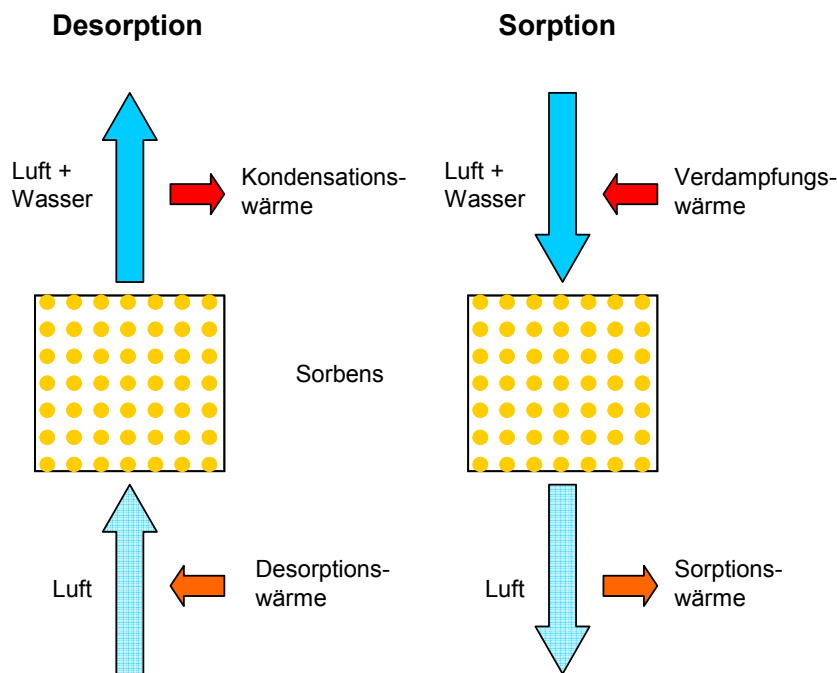 Desorption
Sorption
Luft +
Wasser
Kondensations-
wärme
Luft +
Wasser
Verdampfungs-
wärme
Sorbens
Luft
Desorptions-
wärme
Luft
Sorptions-
wärme